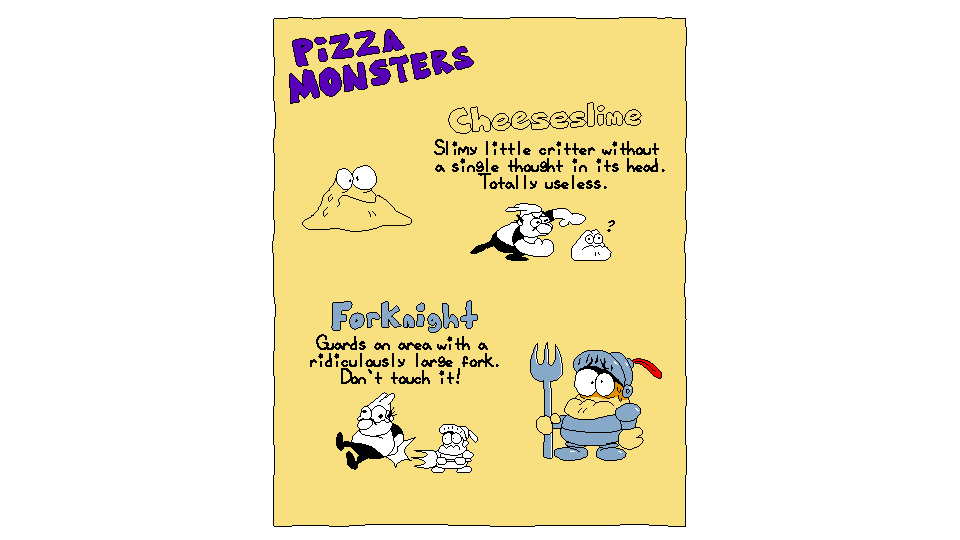 PiZZA
MONSTERS
Cheeseslime
Slimy little critter without
a single thought in its head.
Totally useless.
?
ForKnight
Guards an area with a
ridiculously large fork.
Don't touch it!